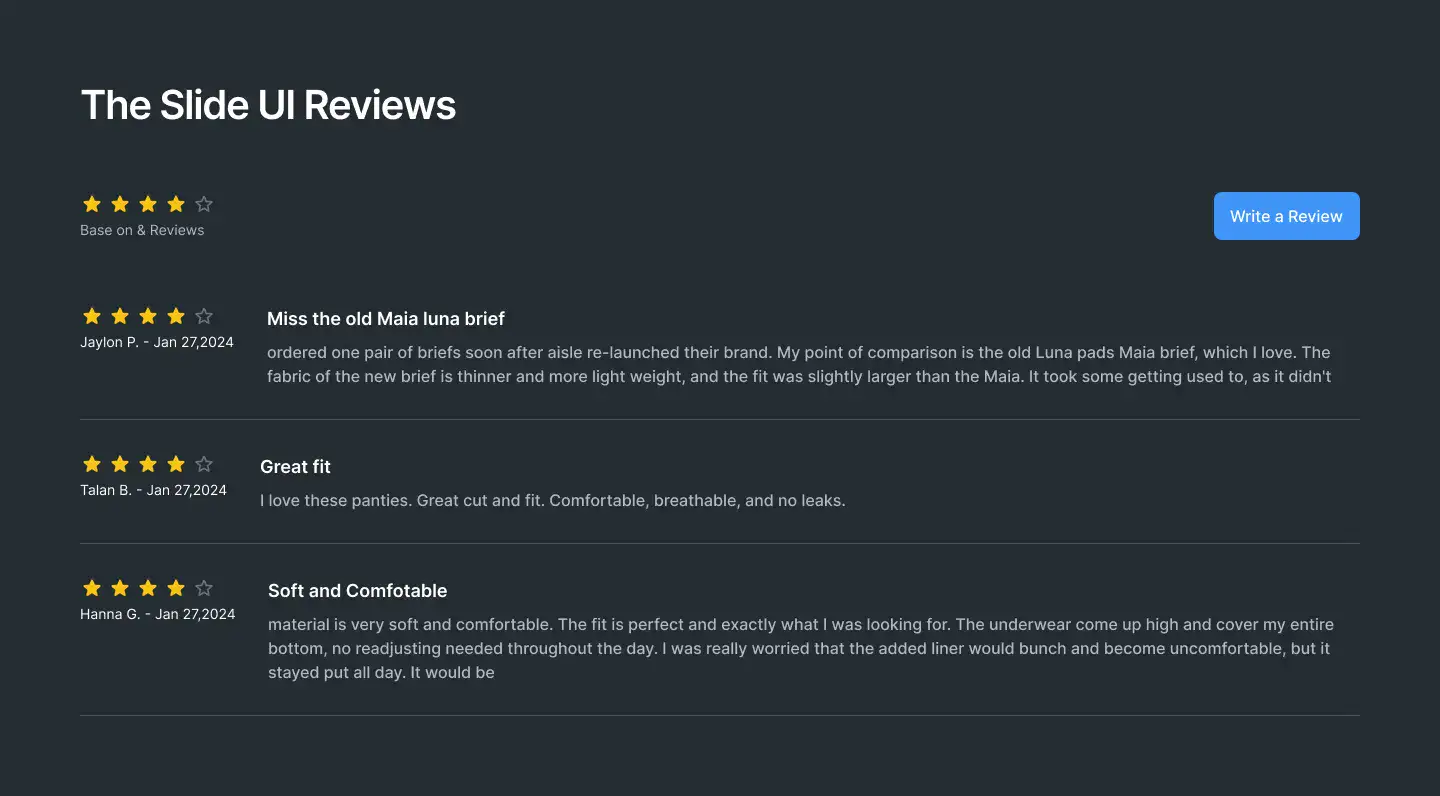 The Slide UI Reviews
Base on & Reviews
Write a Review
Jaylon P. - Jan 27,2024
Miss the old Maia luna brief
ordered one pair of briefs soon after aisle re-launched their brand. My point of comparison is the old Luna pads Maia brief, which I love. The
fabric of the new brief is thinner and more light weight, and the fit was slightly larger than the Maia. It took some getting used to, as it didn't
Talan B. - Jan 27,2024
Great fit
I love these panties. Great cut and fit. Comfortable, breathable, and no leaks.
Hanna G. - Jan 27,2024
Soft and Comfotable
material is very soft and comfortable. The fit is perfect and exactly what I was looking for. The underwear come up high and cover my entire
bottom, no readjusting needed throughout the day. I was really worried that the added liner would bunch and become uncomfortable, but it
stayed put all day. It would be